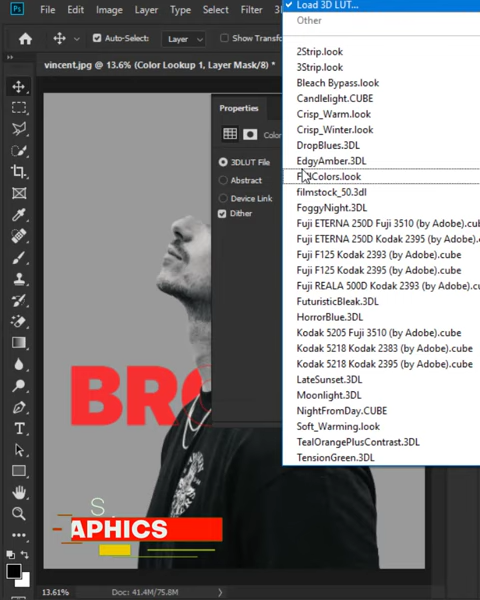 Ps
File
Edit
Image
Layer
Type
Select
Filter
Load 3D LUT...
Other
Auto-Select:
Layer
Show Transfo
vincent.jpg @ 13.6% (Color Lookup 1, Layer Mask/8) *
Properties
Color
3DLUT File
Abstract
Device Link
Dither
2Strip.look
3Strip.look
Bleach Bypass.look
Candlelight.CUBE
Crisp_Warm.look
Crisp_Winter.look
DropBlues.3DL
EdgyAmber.3DL
FallColors.look
filmstock_50.3dl
FoggyNight.3DL
Fuji ETERNA 250D Fuji 3510 (by Adobe).cub
Fuji ETERNA 250D Kodak 2395 (by Adobe).
Fuji F125 Kodak 2393 (by Adobe).cube
Fuji F125 Kodak 2395 (by Adobe).cube
Fuji REALA 500D Kodak 2393 (by Adobe).c
FuturisticBleak.3DL
HorrorBlue.3DL
Kodak 5205 Fuji 3510 (by Adobe).cube
Kodak 5218 Kodak 2383 (by Adobe).cube
Kodak 5218 Kodak 2395 (by Adobe).cube
LateSunset.3DL
Moonlight.3DL
NightFromDay.CUBE
Soft_Warming.look
TealOrangePlusContrast.3DL
TensionGreen.3DL
BRO
S
APHICS
13.61%
Doc: 41.4M/75.8M